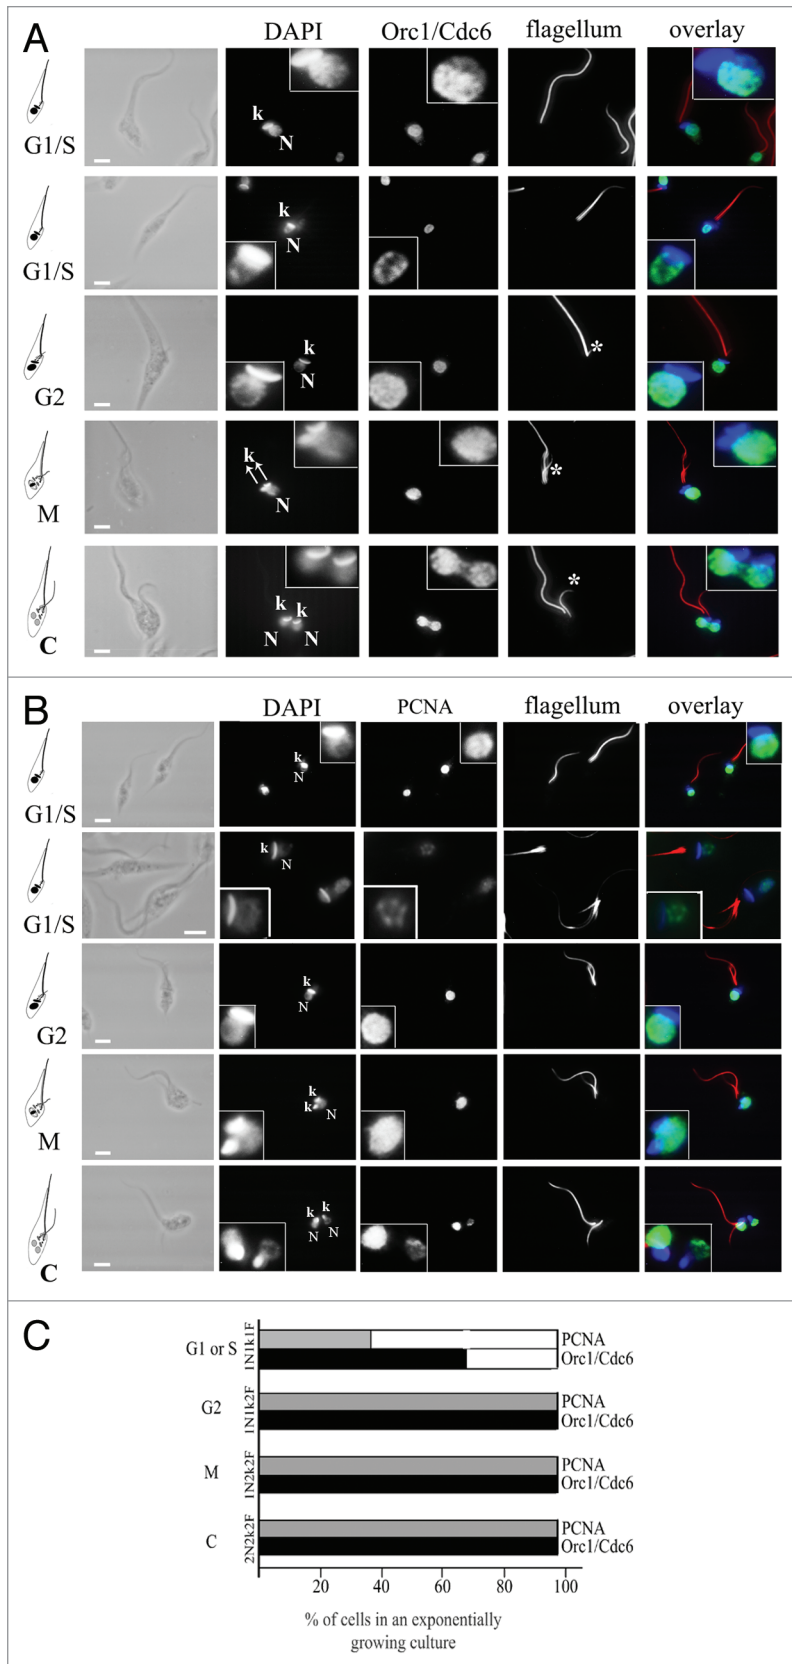 A
DAPI Orc1/Cdc6 flagellum overlay
k
N
G1/S
k
N
G1/S
k
*
N
G2
k
*
N
M
*
k k
N N
C
B
DAPI PCNA flagellum overlay
k
N
G1/S
k
N
G1/S
k
N
G2
k
k
N
M
k k
N N
C
C
G1 or S
1N1k1F
PCNA
Orc1/Cdc6
G2
1N1k2F
PCNA
Orc1/Cdc6
M
1N2k2F
PCNA
Orc1/Cdc6
C
2N2k2F
PCNA
Orc1/Cdc6
20 40 60 80 100
% of cells in an exponentially
growing culture